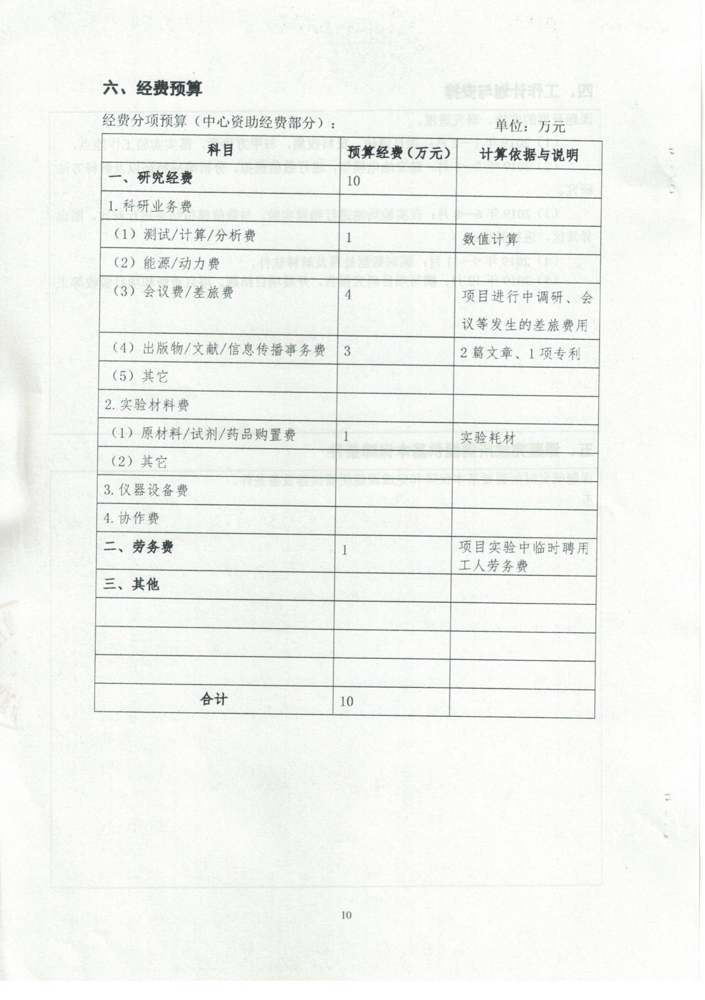 六、经费预算
经费分项预算（中心资助经费部分）： 单位：万元
科目 预算经费（万元） 计算依据与说明
一、研究经费 10
1.科研业务费
（1）测试/计算/分析费 1 数值计算
（2）能源/动力费
（3）会议费/差旅费 4 项目进行中调研、会
议等发生的差旅费用
（4）出版物/文献/信息传播事务费 3 2篇文章、1项专利
（5）其它
2.实验材料费
（1）原材料/试剂/药品购置费 1 实验耗材
（2）其它
3.仪器设备费
4.协作费
二、劳务费 1 项目实验中临时聘用
工人劳务费
三、其他
合计 10
10